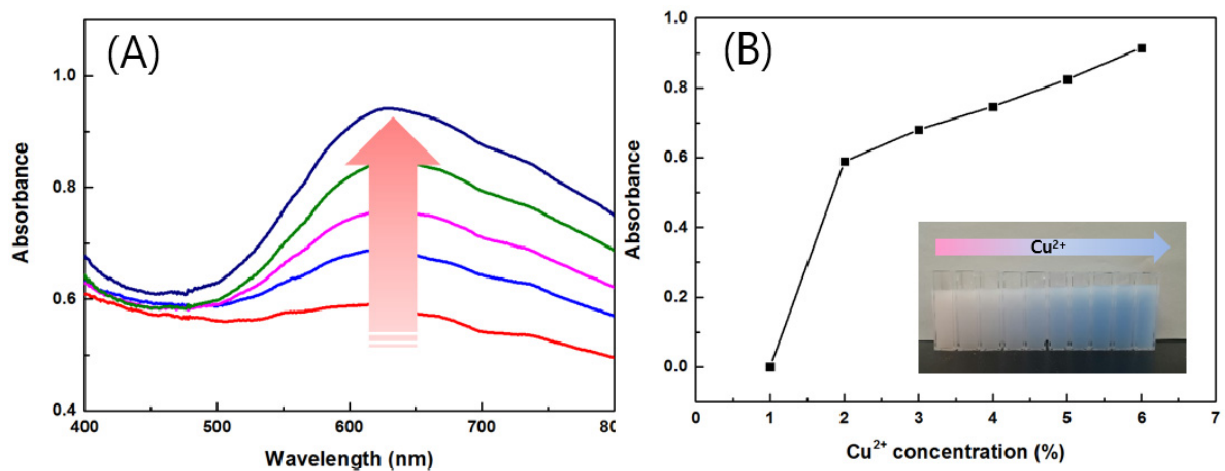 (A)
1.0
0.8
0.6
0.4
Absorbance
400 500 600 700 80
Wavelength (nm)
(B)
1.0
0.8
0.6
0.4
0.2
0.0
Absorbance
Cu²⁺
0 1 2 3 4 5 6 7
Cu²⁺ concentration (%)